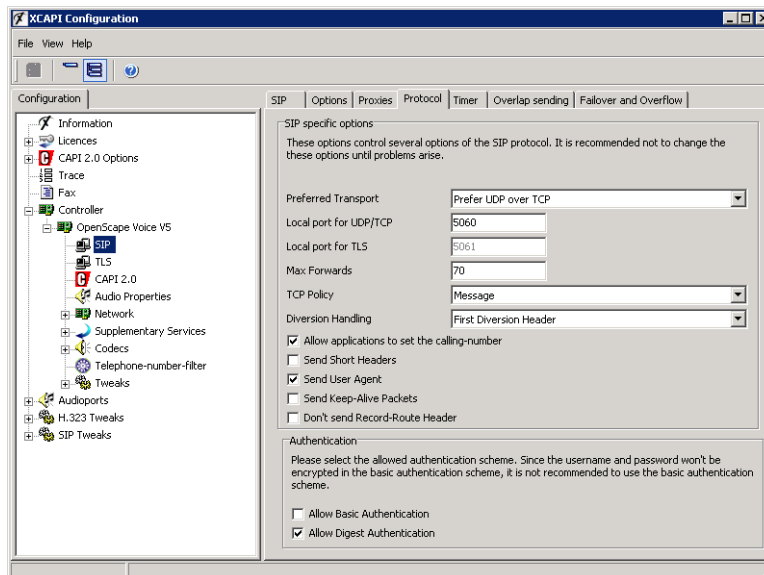 XCAPI Configuration
File View Help
Configuration
Information
Licences
CAPI 2.0 Options
Trace
Fax
Controller
OpenScape Voice V5
SIP
TLS
CAPI 2.0
Audio Properties
Network
Supplementary Services
Codecs
Telephone-number-filter
Tweaks
Audioports
H.323 Tweaks
SIP Tweaks
SIP Options Proxies Protocol Timer Overlap sending Failover and Overflow
SIP specific options
These options control several options of the SIP protocol. It is recommended not to change the
these options until problems arise.
Preferred Transport Prefer UDP over TCP
Local port for UDP/TCP 5060
Local port for TLS 5061
Max Forwards 70
TCP Policy Message
Diversion Handling First Diversion Header
Allow applications to set the calling-number
Send Short Headers
Send User Agent
Send Keep-Alive Packets
Don't send Record-Route Header
Authentication
Please select the allowed authentication scheme. Since the username and password won't be
encrypted in the basic authentication scheme, it is not recommended to use the basic authentication
scheme.
Allow Basic Authentication
Allow Digest Authentication